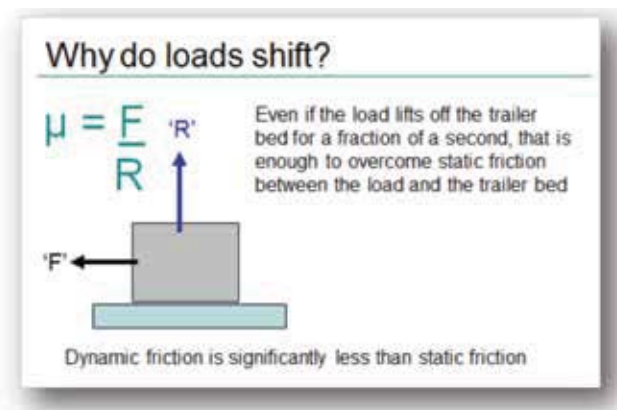 Why do loads shift?
μ = F
R
'R'
Even if the load lifts off the trailer
bed for a fraction of a second, that is
enough to overcome static friction
between the load and the trailer bed
'F'
Dynamic friction is significantly less than static friction